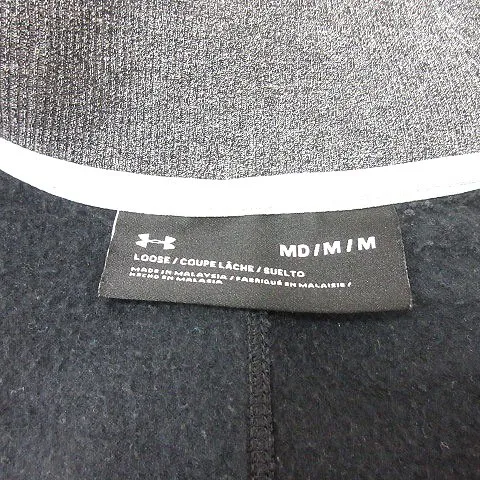 MD / M / M
LOOSE / COUPE LÂCHE / SUELTO
MADE IN MALAYSIA / FABRIQUÉ EN MALAISIE /
HECHO EN MALASIA